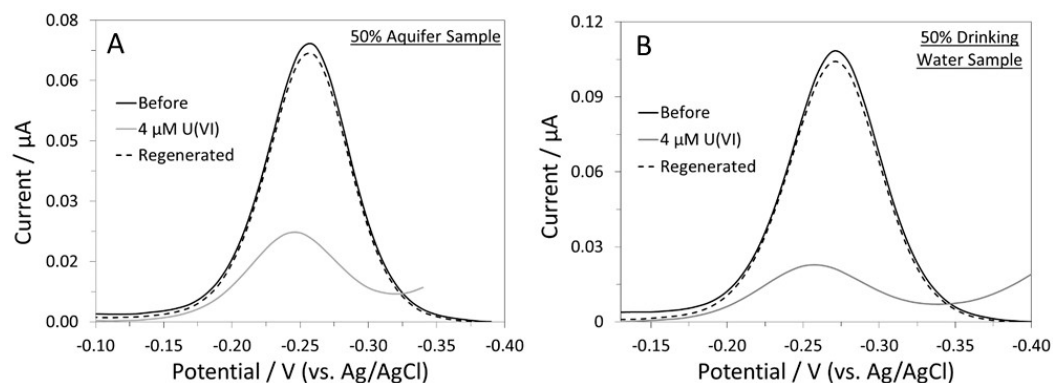 A
50% Aquifer Sample
Before
4 µM U(VI)
Regenerated
Current / µA
0.08
0.06
0.05
0.03
0.02
0.00
-0.10
-0.15
-0.20
-0.25
-0.30
-0.35
-0.40
Potential / V (vs. Ag/AgCl)
B
50% Drinking
Water Sample
Before
4 µM U(VI)
Regenerated
Current / µA
0.12
0.09
0.06
0.03
0
-0.15
-0.20
-0.25
-0.30
-0.35
-0.40
Potential / V (vs. Ag/AgCl)